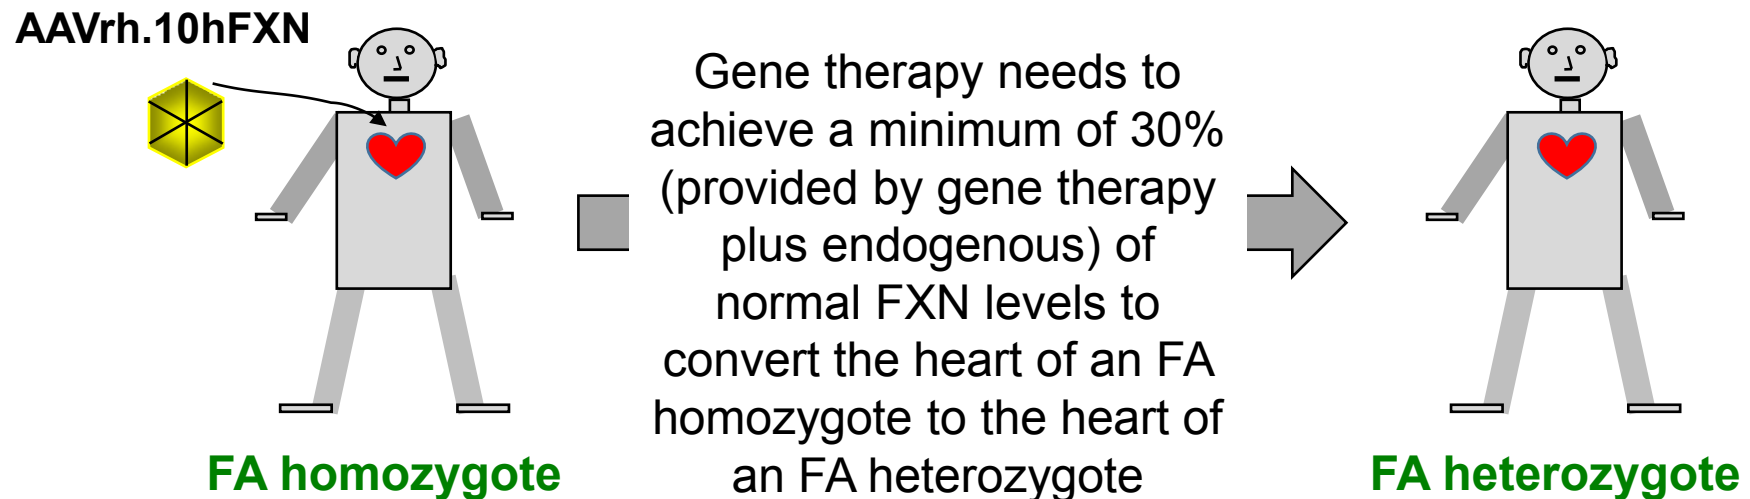 AAVrh.10hFXN
Gene therapy needs to
achieve a minimum of 30%
(provided by gene therapy
plus endogenous) of
normal FXN levels to
convert the heart of an FA
homozygote to the heart of
an FA heterozygote
FA homozygote
FA heterozygote